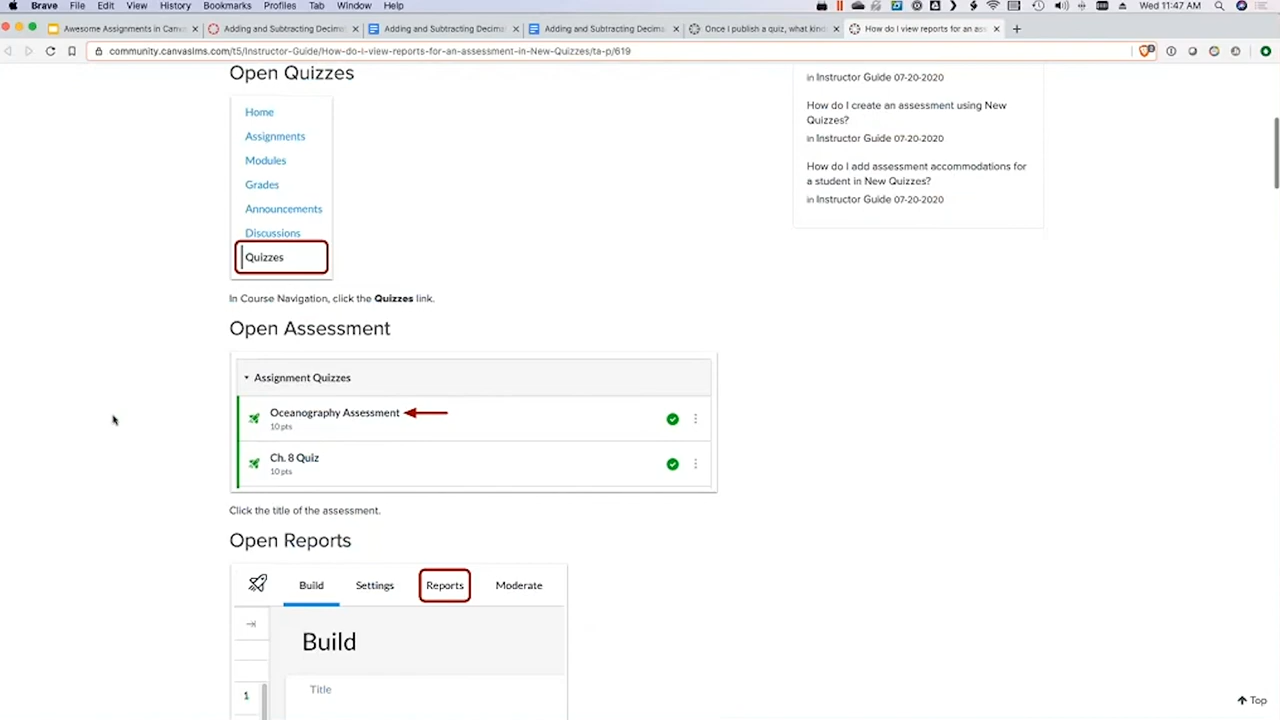 Brave File Edit View History Bookmarks Profiles Tab Window Help Wed 11:47 AM
Awesome Assignments in Canva × Adding and Subtracting Decim × Adding and Subtracting Decim × Adding and Subtracting Decim × Once I publish a quiz, what kind × How do I view reports for an ass × +
community.canvaslms.com/t5/Instructor-Guide/How-do-I-view-reports-for-an-assessment-in-New-Quizzes/ta-p/619
Open Quizzes
Home
Assignments
Modules
Grades
Announcements
Discussions
Quizzes
In Course Navigation, click the Quizzes link.
Open Assessment
Assignment Quizzes
Oceanography Assessment
10 pts
Ch. 8 Quiz
10 pts
Click the title of the assessment.
Open Reports
Build Settings Reports Moderate
Build
1
Title
in Instructor Guide 07-20-2020
How do I create an assessment using New
Quizzes?
in Instructor Guide 07-20-2020
How do I add assessment accommodations for
a student in New Quizzes?
in Instructor Guide 07-20-2020
Top